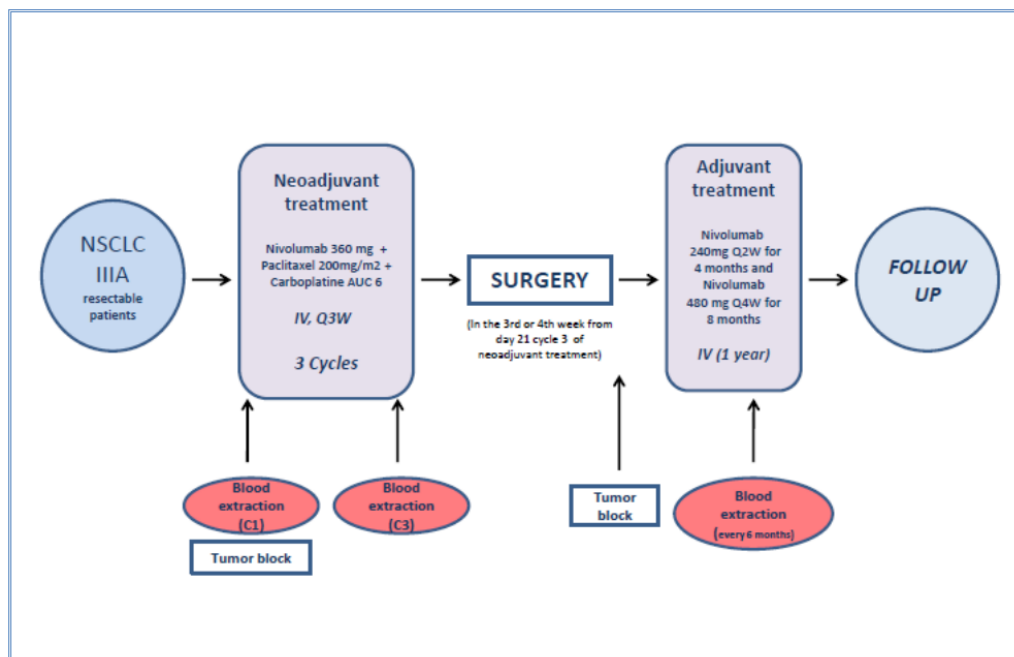 NSCLC
IIIA
resectable
patients
Neoadjuvant
treatment
Nivolumab 360 mg +
Paclitaxel 200mg/m2 +
Carboplatine AUC 6
IV, Q3W
3 Cycles
SURGERY
(In the 3rd or 4th week from
day 21 cycle 3 of
neoadjuvant treatment)
Adjuvant
treatment
Nivolumab
240mg Q2W for
4 months and
Nivolumab
480 mg Q4W for
8 months
IV (1 year)
FOLLOW
UP
Blood
extraction
(C1)
Tumor block
Blood
extraction
(C3)
Tumor
block
Blood
extraction
(every 6 months)